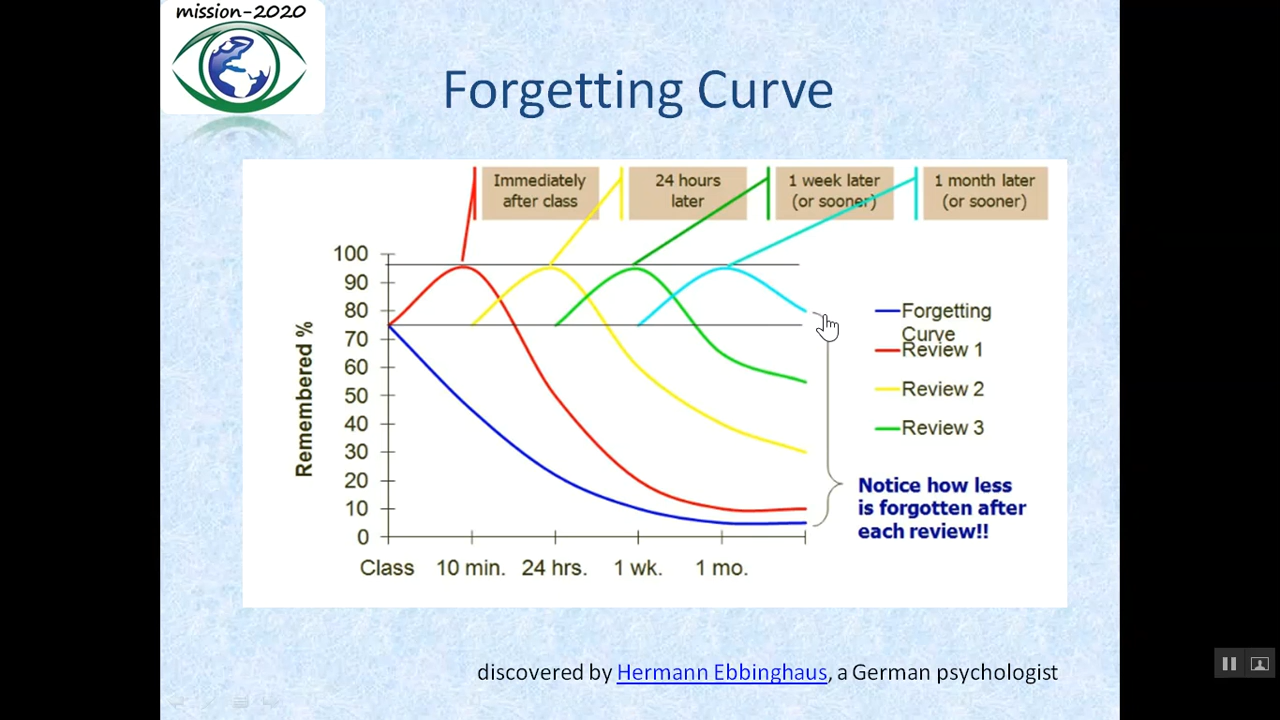 mission-2020
Forgetting Curve
Immediately
after class
24 hours
later
1 week later
(or sooner)
1 month later
(or sooner)
Remembered %
100
90
80
70
60
50
40
30
20
10
0
Class 10 min. 24 hrs. 1 wk. 1 mo.
Forgetting
Curve
Review 1
Review 2
Review 3
Notice how less
is forgotten after
each review!!
discovered by Hermann Ebbinghaus, a German psychologist